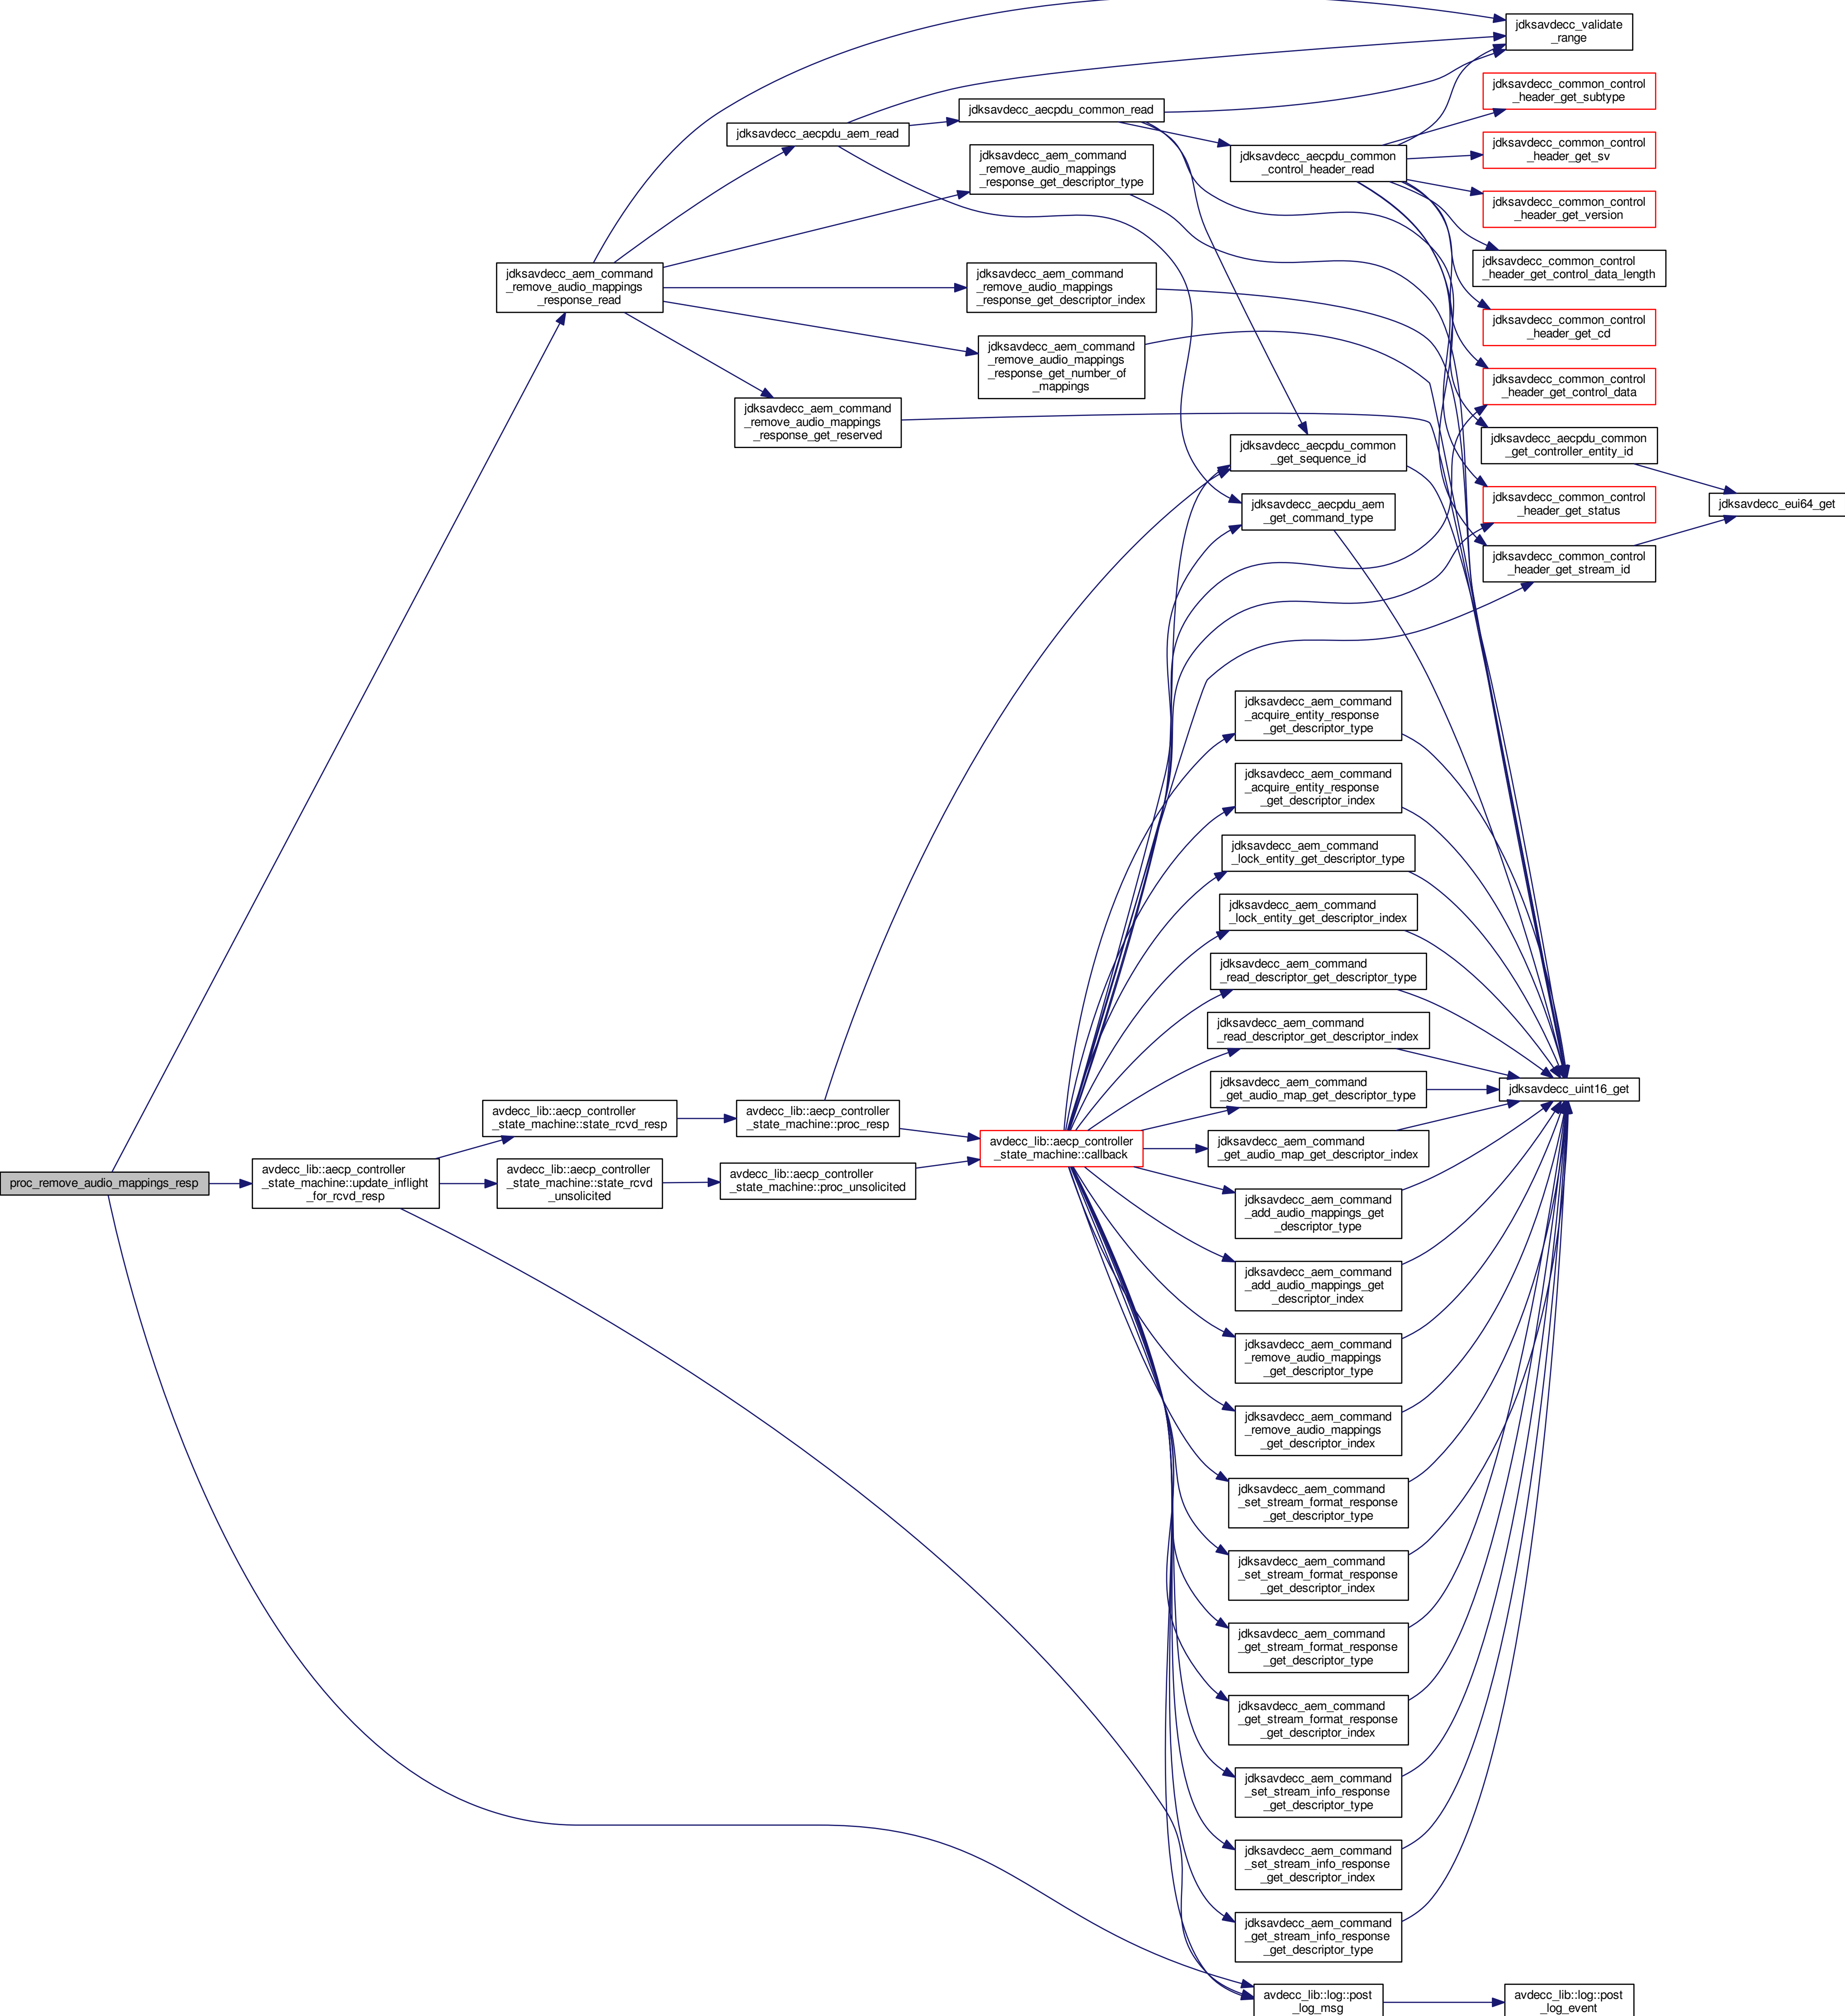 jdksavdecc_validate
_range
jdksavdecc_common_control
_header_get_subtype
jdksavdecc_aecpdu_common_read
jdksavdecc_aecpdu_aem_read
jdksavdecc_common_control
_header_get_sv
jdksavdecc_aem_command
_remove_audio_mappings
_response_get_descriptor_type
jdksavdecc_aecpdu_common
_control_header_read
jdksavdecc_common_control
_header_get_version
jdksavdecc_common_control
_header_get_control_data_length
jdksavdecc_aem_command
_remove_audio_mappings
_response_read
jdksavdecc_aem_command
_remove_audio_mappings
_response_get_descriptor_index
jdksavdecc_common_control
_header_get_cd
jdksavdecc_aem_command
_remove_audio_mappings
_response_get_number_of
_mappings
jdksavdecc_common_control
_header_get_control_data
jdksavdecc_aem_command
_remove_audio_mappings
_response_get_reserved
jdksavdecc_aecpdu_common
_get_controller_entity_id
jdksavdecc_aecpdu_common
_get_sequence_id
jdksavdecc_common_control
_header_get_status
jdksavdecc_eui64_get
jdksavdecc_aecpdu_aem
_get_command_type
jdksavdecc_common_control
_header_get_stream_id
jdksavdecc_aem_command
_acquire_entity_response
_get_descriptor_type
jdksavdecc_aem_command
_acquire_entity_response
_get_descriptor_index
jdksavdecc_aem_command
_lock_entity_get_descriptor_type
jdksavdecc_aem_command
_lock_entity_get_descriptor_index
jdksavdecc_aem_command
_read_descriptor_get_descriptor_type
jdksavdecc_aem_command
_read_descriptor_get_descriptor_index
jdksavdecc_aem_command
_get_audio_map_get_descriptor_type
jdksavdecc_uint16_get
avdecc_lib::aecp_controller
_state_machine::state_rcvd_resp
avdecc_lib::aecp_controller
_state_machine::proc_resp
avdecc_lib::aecp_controller
_state_machine::callback
jdksavdecc_aem_command
_get_audio_map_get_descriptor_index
proc_remove_audio_mappings_resp
avdecc_lib::aecp_controller
_state_machine::update_inflight
_for_rcvd_resp
avdecc_lib::aecp_controller
_state_machine::state_rcvd
_unsolicited
avdecc_lib::aecp_controller
_state_machine::proc_unsolicited
jdksavdecc_aem_command
_add_audio_mappings_get
_descriptor_type
jdksavdecc_aem_command
_add_audio_mappings_get
_descriptor_index
jdksavdecc_aem_command
_remove_audio_mappings
_get_descriptor_type
jdksavdecc_aem_command
_remove_audio_mappings
_get_descriptor_index
jdksavdecc_aem_command
_set_stream_format_response
_get_descriptor_type
jdksavdecc_aem_command
_set_stream_format_response
_get_descriptor_index
jdksavdecc_aem_command
_get_stream_format_response
_get_descriptor_type
jdksavdecc_aem_command
_get_stream_format_response
_get_descriptor_index
jdksavdecc_aem_command
_set_stream_info_response
_get_descriptor_type
jdksavdecc_aem_command
_set_stream_info_response
_get_descriptor_index
jdksavdecc_aem_command
_get_stream_info_response
_get_descriptor_type
avdecc_lib::log::post
_log_msg
avdecc_lib::log::post
_log_event